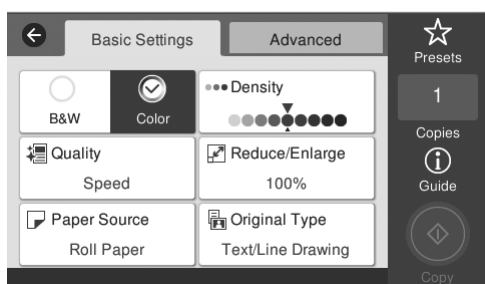 Basic Settings
Advanced
Presets
B&W
Color
Density
1
Copies
Quality
Speed
Reduce/Enlarge
100%
Guide
Paper Source
Roll Paper
Original Type
Text/Line Drawing
Copy